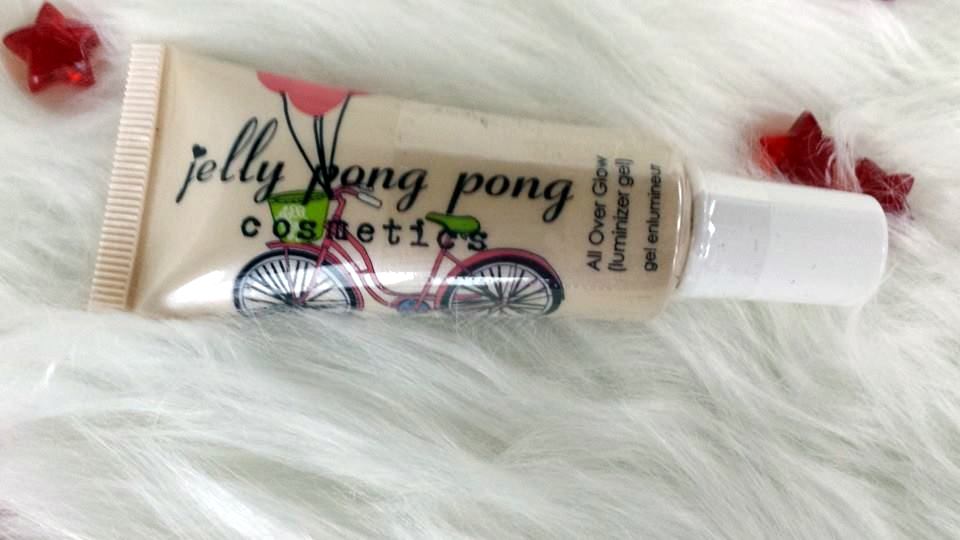 jelly pong pong
cosmetics
All Over Glow
(luminizer gel)
gel enlumineur